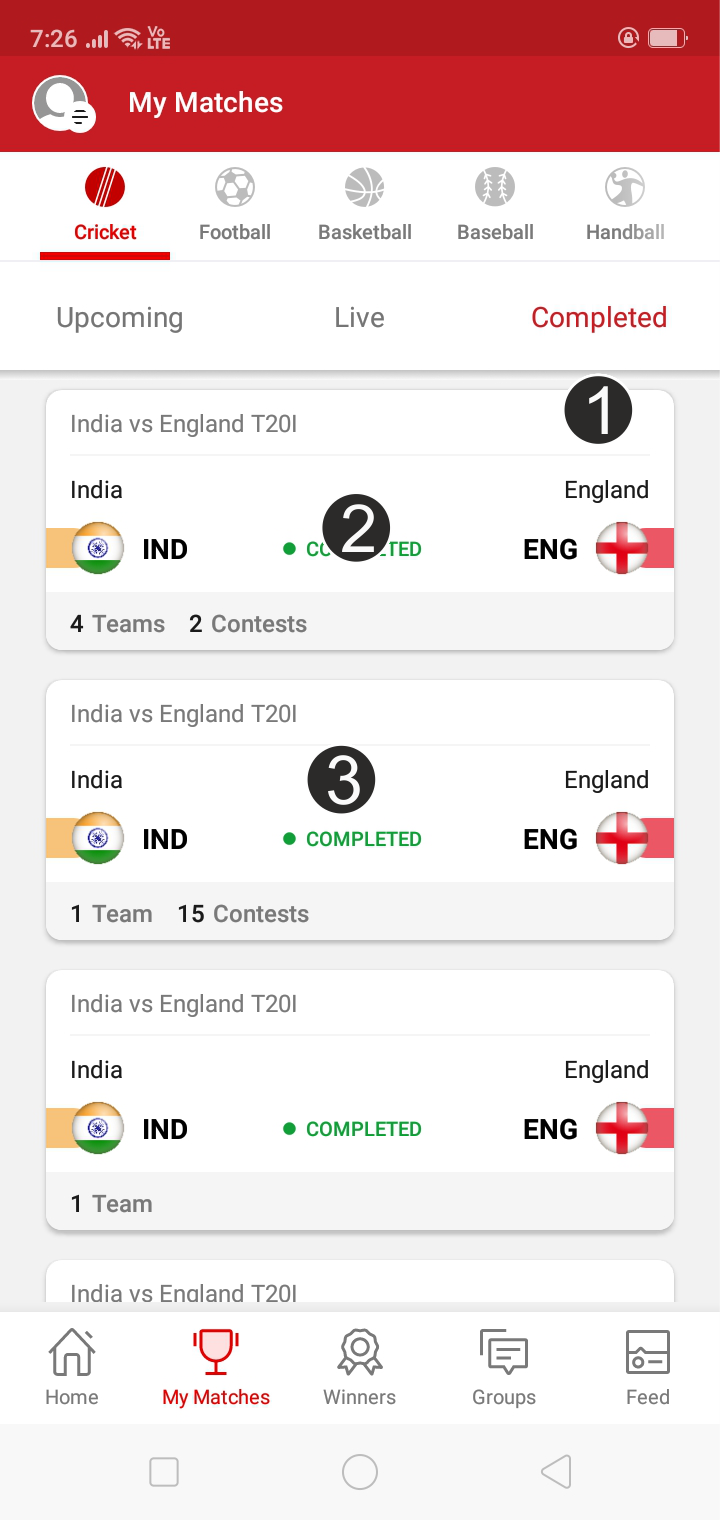 7:26 Vo LTE
My Matches
Cricket Football Basketball Baseball Handball
Upcoming Live Completed
1
India vs England T20I
India England
2
IND ENG
4 Teams 2 Contests
India vs England T20I
3
India England
IND COMPLETED ENG
1 Team 15 Contests
India vs England T20I
India England
IND COMPLETED ENG
1 Team
India vs England T20I
Home My Matches Winners Groups Feed